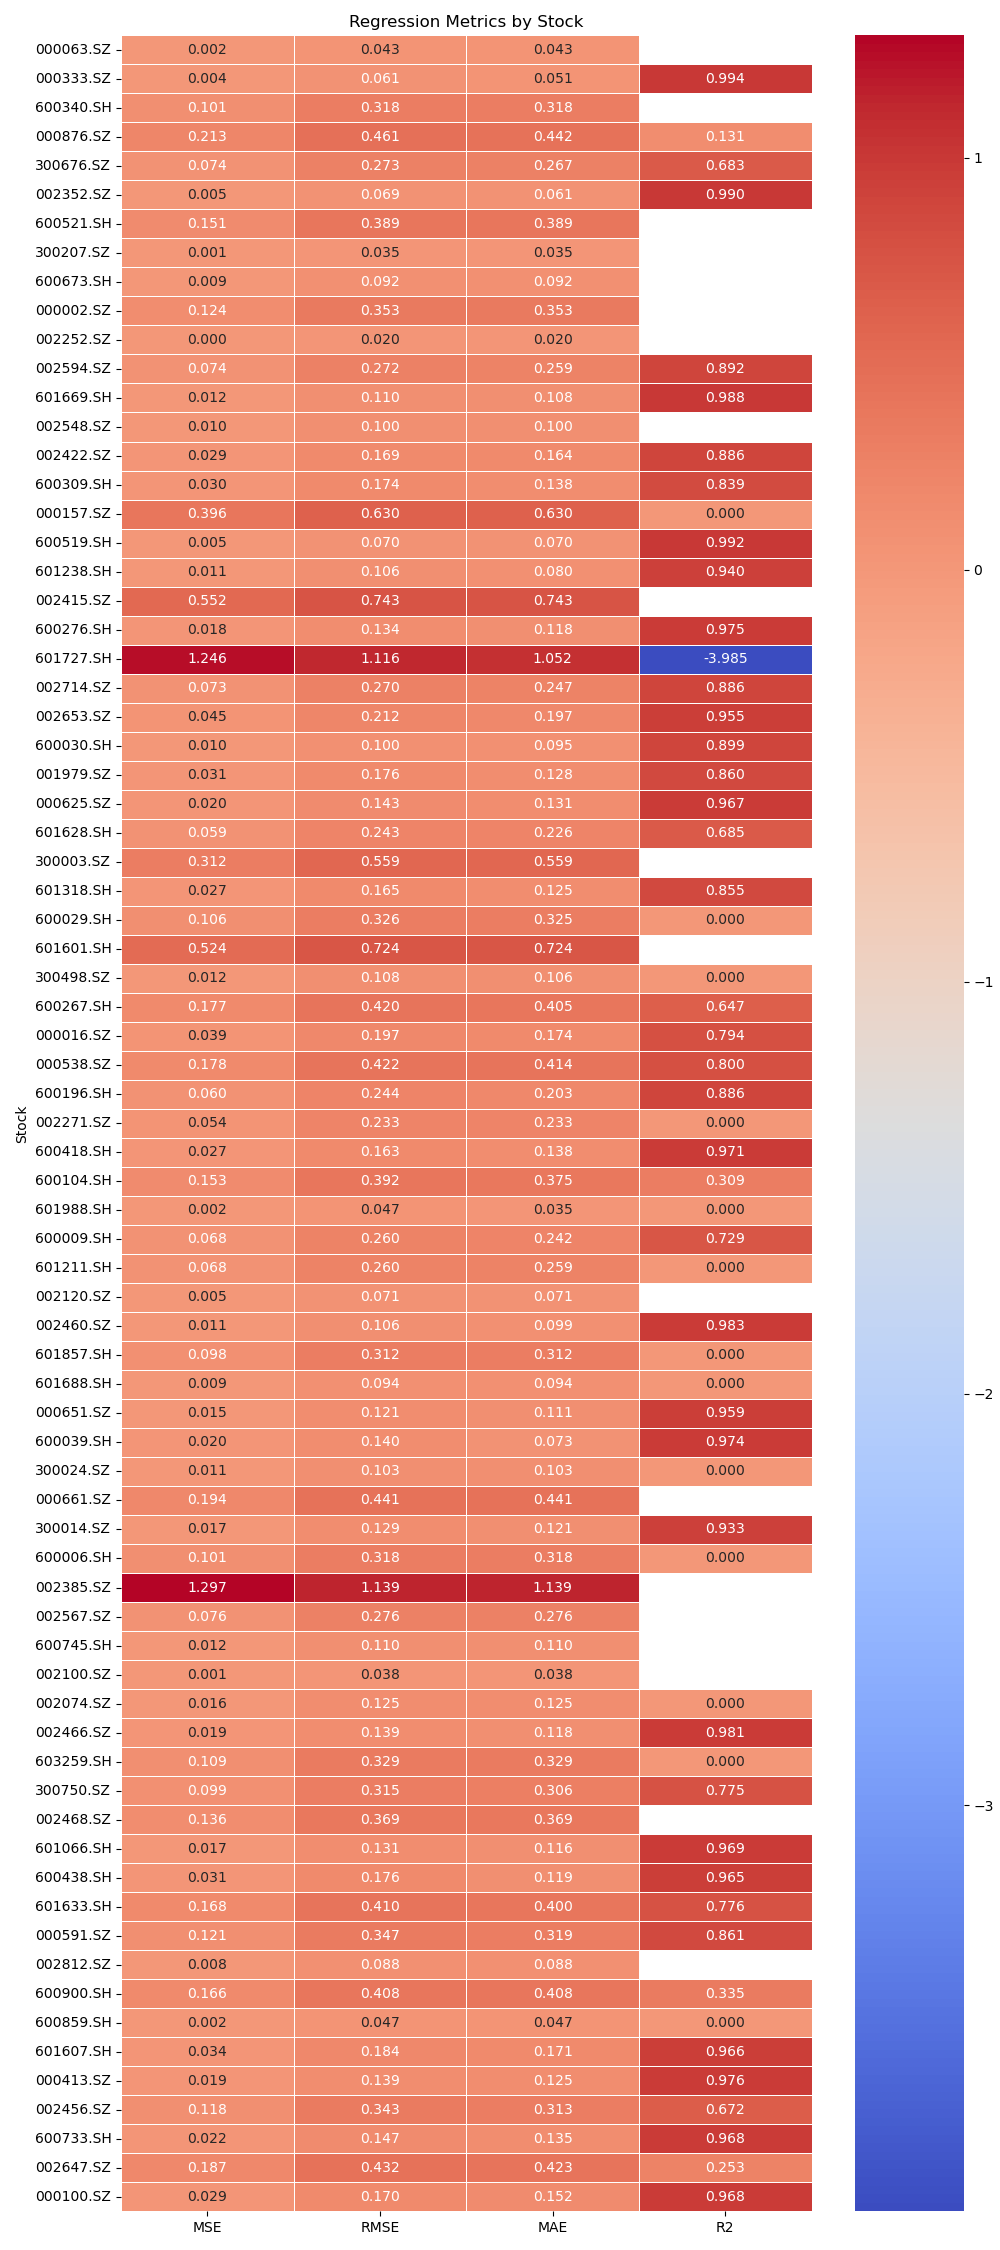 Regression Metrics by Stock
000063.SZ 0.002 0.043 0.043
000333.SZ 0.004 0.061 0.051 0.994
600340.SH 0.101 0.318 0.318
000876.SZ 0.213 0.461 0.442 0.131
300676.SZ 0.074 0.273 0.267 0.683
002352.SZ 0.005 0.069 0.061 0.990
600521.SH 0.151 0.389 0.389
300207.SZ 0.001 0.035 0.035
600673.SH 0.009 0.092 0.092
000002.SZ 0.124 0.353 0.353
002252.SZ 0.000 0.020 0.020
002594.SZ 0.074 0.272 0.259 0.892
601669.SH 0.012 0.110 0.108 0.988
002548.SZ 0.010 0.100 0.100
002422.SZ 0.029 0.169 0.164 0.886
600309.SH 0.030 0.174 0.138 0.839
000157.SZ 0.396 0.630 0.630 0.000
600519.SH 0.005 0.070 0.070 0.992
601238.SH 0.011 0.106 0.080 0.940
002415.SZ 0.552 0.743 0.743
600276.SH 0.018 0.134 0.118 0.975
601727.SH 1.246 1.116 1.052 -3.985
002714.SZ 0.073 0.270 0.247 0.886
002653.SZ 0.045 0.212 0.197 0.955
600030.SH 0.010 0.100 0.095 0.899
001979.SZ 0.031 0.176 0.128 0.860
000625.SZ 0.020 0.143 0.131 0.967
601628.SH 0.059 0.243 0.226 0.685
300003.SZ 0.312 0.559 0.559
601318.SH 0.027 0.165 0.125 0.855
600029.SH 0.106 0.326 0.325 0.000
601601.SH 0.524 0.724 0.724
300498.SZ 0.012 0.108 0.106 0.000
600267.SH 0.177 0.420 0.405 0.647
000016.SZ 0.039 0.197 0.174 0.794
000538.SZ 0.178 0.422 0.414 0.800
600196.SH 0.060 0.244 0.203 0.886
002271.SZ 0.054 0.233 0.233 0.000
600418.SH 0.027 0.163 0.138 0.971
600104.SH 0.153 0.392 0.375 0.309
601988.SH 0.002 0.047 0.035 0.000
600009.SH 0.068 0.260 0.242 0.729
601211.SH 0.068 0.260 0.259 0.000
002120.SZ 0.005 0.071 0.071
002460.SZ 0.011 0.106 0.099 0.983
601857.SH 0.098 0.312 0.312 0.000
601688.SH 0.009 0.094 0.094 0.000
000651.SZ 0.015 0.121 0.111 0.959
600039.SH 0.020 0.140 0.073 0.974
300024.SZ 0.011 0.103 0.103 0.000
000661.SZ 0.194 0.441 0.441
300014.SZ 0.017 0.129 0.121 0.933
600006.SH 0.101 0.318 0.318 0.000
002385.SZ 1.297 1.139 1.139
002567.SZ 0.076 0.276 0.276
600745.SH 0.012 0.110 0.110
002100.SZ 0.001 0.038 0.038
002074.SZ 0.016 0.125 0.125 0.000
002466.SZ 0.019 0.139 0.118 0.981
603259.SH 0.109 0.329 0.329 0.000
300750.SZ 0.099 0.315 0.306 0.775
002468.SZ 0.136 0.369 0.369
601066.SH 0.017 0.131 0.116 0.969
600438.SH 0.031 0.176 0.119 0.965
601633.SH 0.168 0.410 0.400 0.776
000591.SZ 0.121 0.347 0.319 0.861
002812.SZ 0.008 0.088 0.088
600900.SH 0.166 0.408 0.408 0.335
600859.SH 0.002 0.047 0.047 0.000
601607.SH 0.034 0.184 0.171 0.966
000413.SZ 0.019 0.139 0.125 0.976
002456.SZ 0.118 0.343 0.313 0.672
600733.SH 0.022 0.147 0.135 0.968
002647.SZ 0.187 0.432 0.423 0.253
000100.SZ 0.029 0.170 0.152 0.968
MSE RMSE MAE R2
Stock
1
0
−1
−2
−3